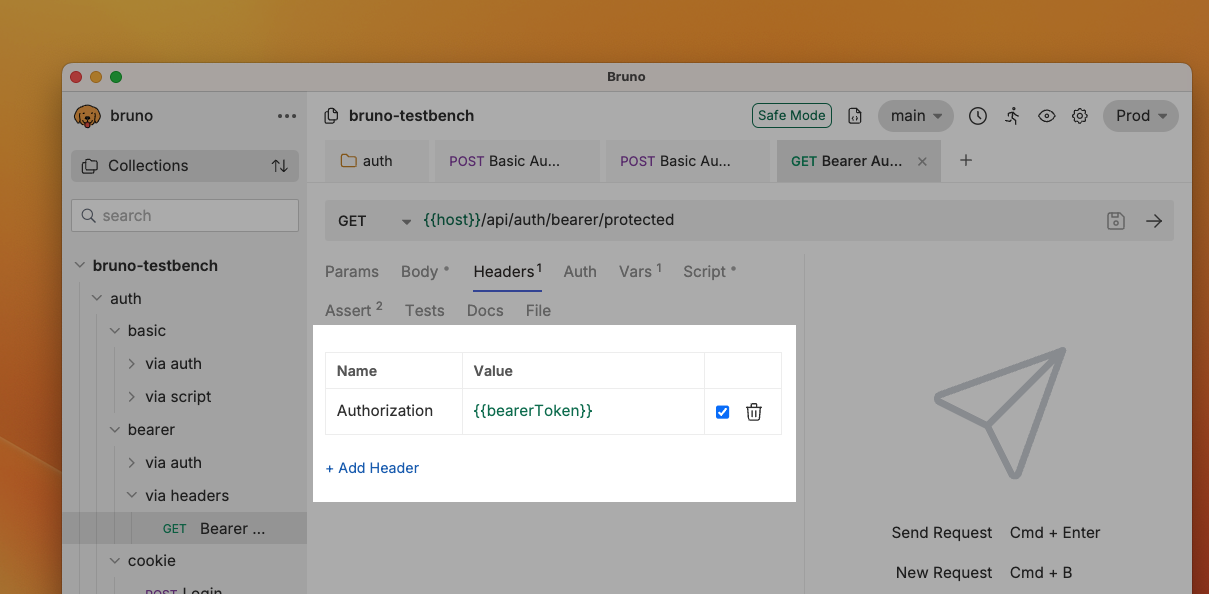 Bruno
bruno
bruno-testbench
Safe Mode
main
Prod
Collections
auth
POST Basic Au...
POST Basic Au...
GET Bearer Au...
search
GET {{host}}/api/auth/bearer/protected
bruno-testbench
auth
basic
via auth
via script
bearer
via auth
via headers
GET Bearer ...
cookie
POST Login
Params Body Headers 1 Auth Vars 1 Script
Assert 2 Tests Docs File
Name Value
Authorization {{bearerToken}}
+ Add Header
Send Request Cmd + Enter
New Request Cmd + B